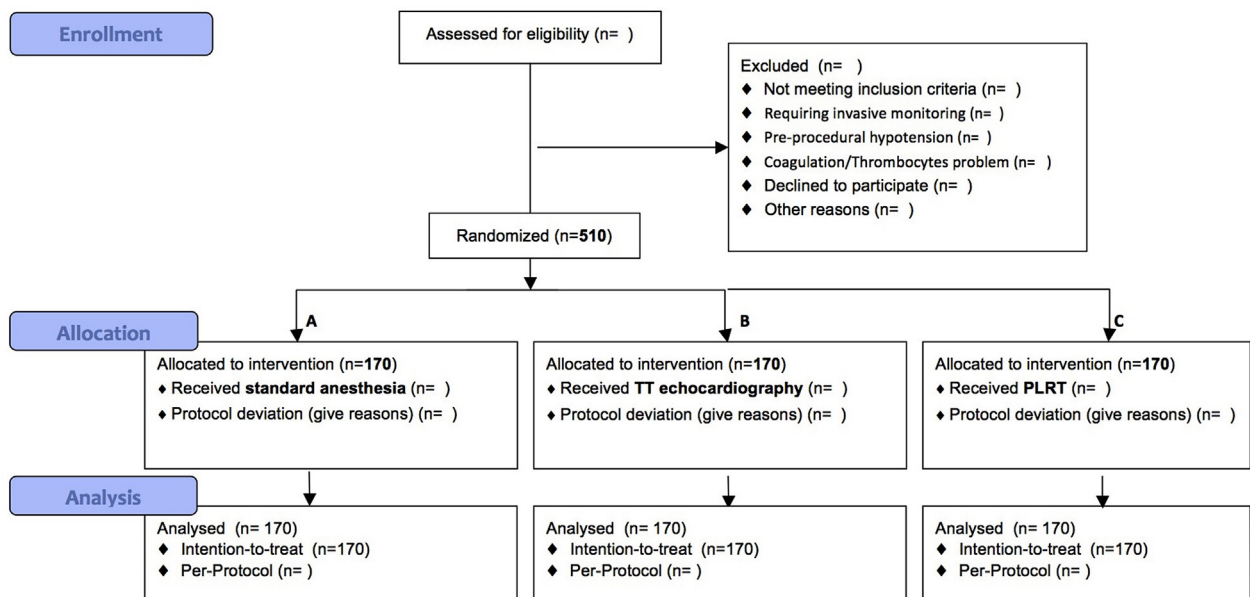 Enrollment
Assessed for eligibility (n=  )
Excluded  (n=   )
♦ Not meeting inclusion criteria (n=  )
♦ Requiring invasive monitoring (n=  )
♦ Pre-procedural hypotension (n=  )
♦ Coagulation/Thrombocytes problem (n=  )
♦ Declined to participate (n=  )
♦ Other reasons (n=  )
Randomized (n=510)
A
B
C
Allocation
Allocated to intervention (n=170)
♦ Received standard anesthesia (n=  )
♦ Protocol deviation (give reasons) (n=  )
Allocated to intervention (n=170)
♦ Received TT echocardiography (n=  )
♦ Protocol deviation (give reasons) (n=  )
Allocated to intervention (n=170)
♦ Received PLRT (n=  )
♦ Protocol deviation (give reasons) (n=  )
Analysis
Analysed  (n= 170)
♦ Intention-to-treat  (n=170)
♦ Per-Protocol (n=  )
Analysed  (n= 170)
♦ Intention-to-treat  (n=170)
♦ Per-Protocol (n=  )
Analysed  (n= 170)
♦ Intention-to-treat  (n=170)
♦ Per-Protocol (n=  )